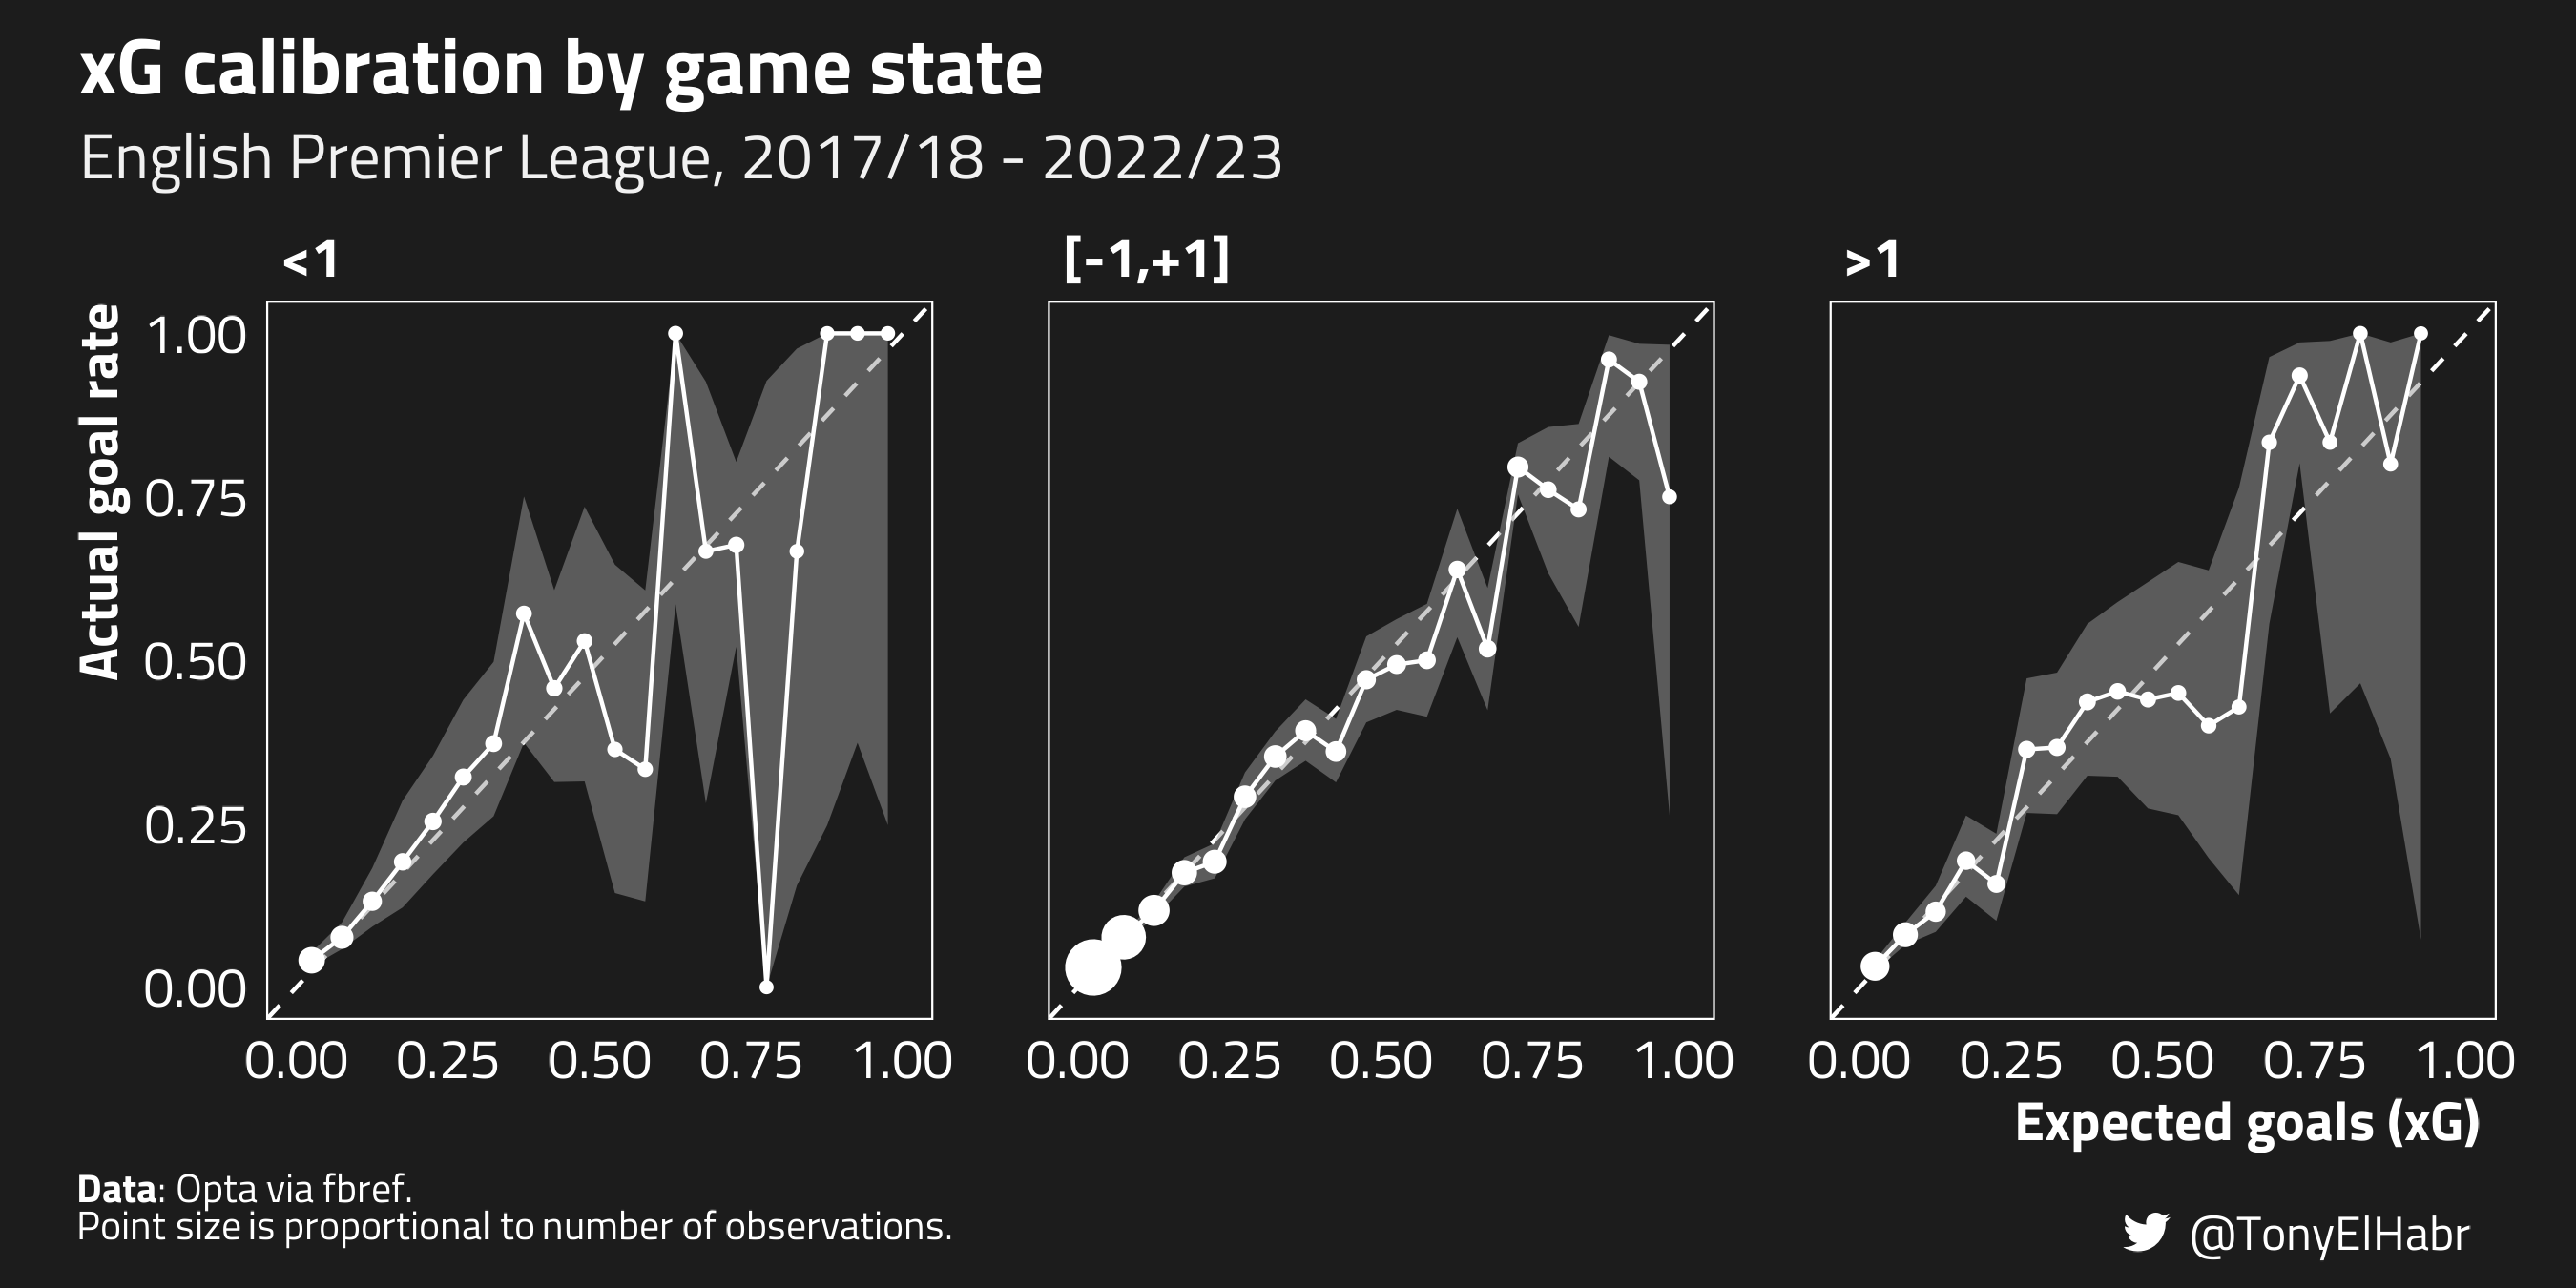 xG calibration by game state
English Premier League, 2017/18 - 2022/23
<1
[-1,+1]
>1
Actual goal rate
1.00
0.75
0.50
0.25
0.00
0.00 0.25 0.50 0.75 1.00
0.00 0.25 0.50 0.75 1.00
0.00 0.25 0.50 0.75 1.00
Expected goals (xG)
Data: Opta via fbref.
Point size is proportional to number of observations.
@TonyElHabr